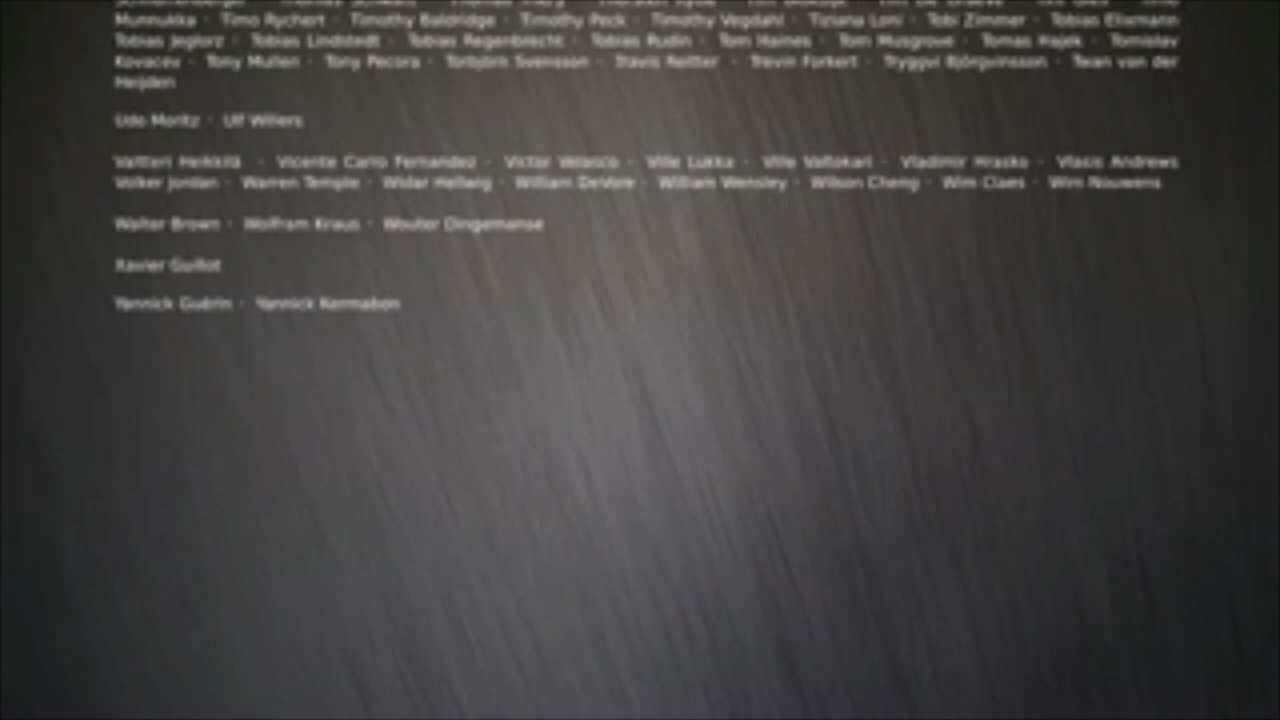 Munnukka · Timo Rychert · Timothy Baldridge · Timothy Peck · Timothy Vegdahl · Tiziana Loni · Tobi Zimmer · Tobias Elixmann
Tobias Jeglorz · Tobias Lindstedt · Tobias Regenbrecht · Tobias Rudin · Tom Haines · Tom Musgrove · Tomas Hajek · Tomislav
Kovacev · Tony Mullen · Tony Pecora · Torbjörn Svensson · Travis Reitter · Trevin Forkert · Tryggvi Björgvinsson · Twan van der
Heijden
Udo Moritz · Ulf Willers
Valtteri Heikkilä · Vicente Carro Fernandez · Victor Velasco · Ville Lukka · Ville Valtokari · Vladimir Hrasko · Vlasis Andrews
Volker Jordan · Warren Temple · Widar Hellwig · William DeVore · William Wensley · Wilson Cheng · Wim Claes · Wim Nouwens
Walter Brown · Wolfram Kraus · Wouter Dingemanse
Xavier Guillot
Yannick Guérin · Yannick Kermabon